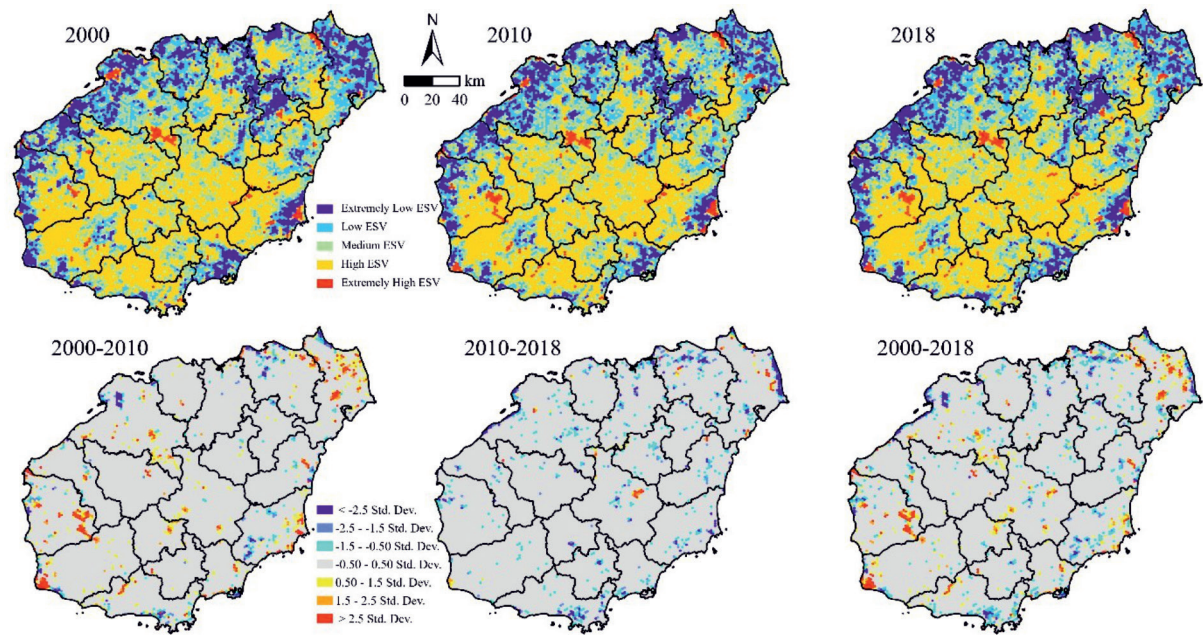 2000
N
km
0 20 40
2010
2018
Extremely Low ESV
Low ESV
Medium ESV
High ESV
Extremely High ESV
2000-2010
2010-2018
2000-2018
< -2.5 Std. Dev.
-2.5 - -1.5 Std. Dev.
-1.5 - -0.50 Std. Dev.
-0.50 - 0.50 Std. Dev.
0.50 - 1.5 Std. Dev.
1.5 - 2.5 Std. Dev.
> 2.5 Std. Dev.